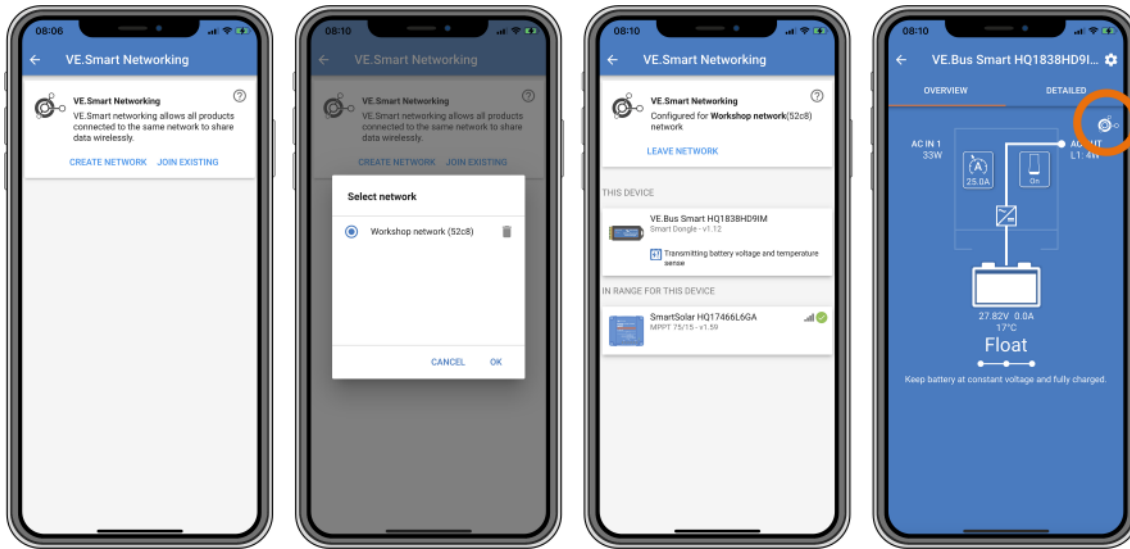 08:06
VE.Smart Networking
VE.Smart Networking
VE.Smart networking allows all products
connected to the same network to share
data wirelessly.
CREATE NETWORK JOIN EXISTING
08:10
VE.Smart Networking
VE.Smart Networking
VE.Smart networking allows all products
connected to the same network to share
data wirelessly.
CREATE NETWORK JOIN EXISTING
Select network
Workshop network (52c8)
CANCEL OK
08:10
VE.Smart Networking
VE.Smart Networking
Configured for Workshop network(52c8)
network
LEAVE NETWORK
THIS DEVICE
VE.Bus Smart HQ1838HD9IM
Smart Dongle - v1.12
Transmitting battery voltage and temperature
sense
IN RANGE FOR THIS DEVICE
SmartSolar HQ17466L6GA
MPPT 75/15 - v1.59
08:10
VE.Bus Smart HQ1838HD9I...
OVERVIEW DETAILED
AC IN 1
33W
25.0A
On
L1: 4W
27.82V 0.0A
17°C
Float
Keep battery at constant voltage and fully charged.